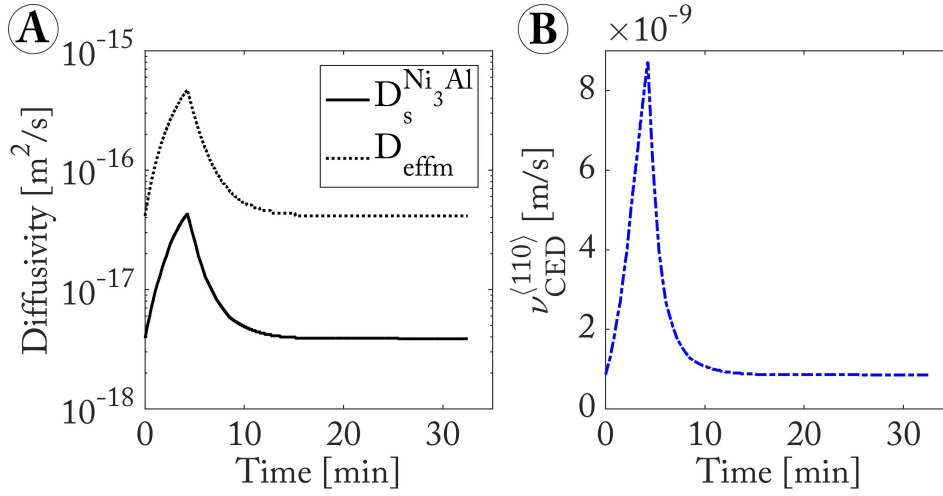 A
10^-15
10^-16
10^-17
10^-18
Diffusivity [m^2/s]
D_s^{Ni_3Al}
D_effm
0 10 20 30
Time [min]
B
×10^-9
8
6
4
2
0
ν_CED^⟨110⟩ [m/s]
0 10 20 30
Time [min]